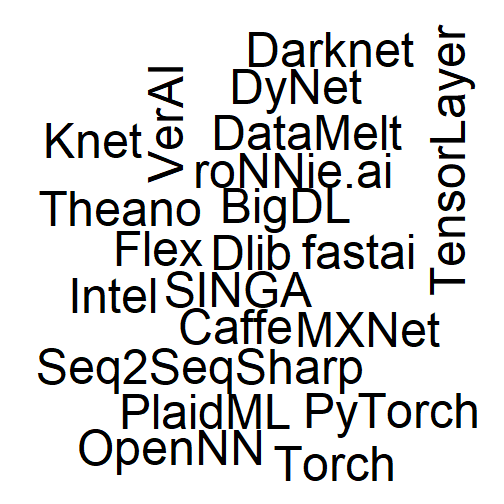 Darknet
DyNet
VerAI
TensorLayer
Knet
DataMelt
roNNie.ai
Theano
BigDL
Flex
Dlib
fastai
Intel
SINGA
Caffe
MXNet
Seq2SeqSharp
PlaidML
PyTorch
OpenNN
Torch